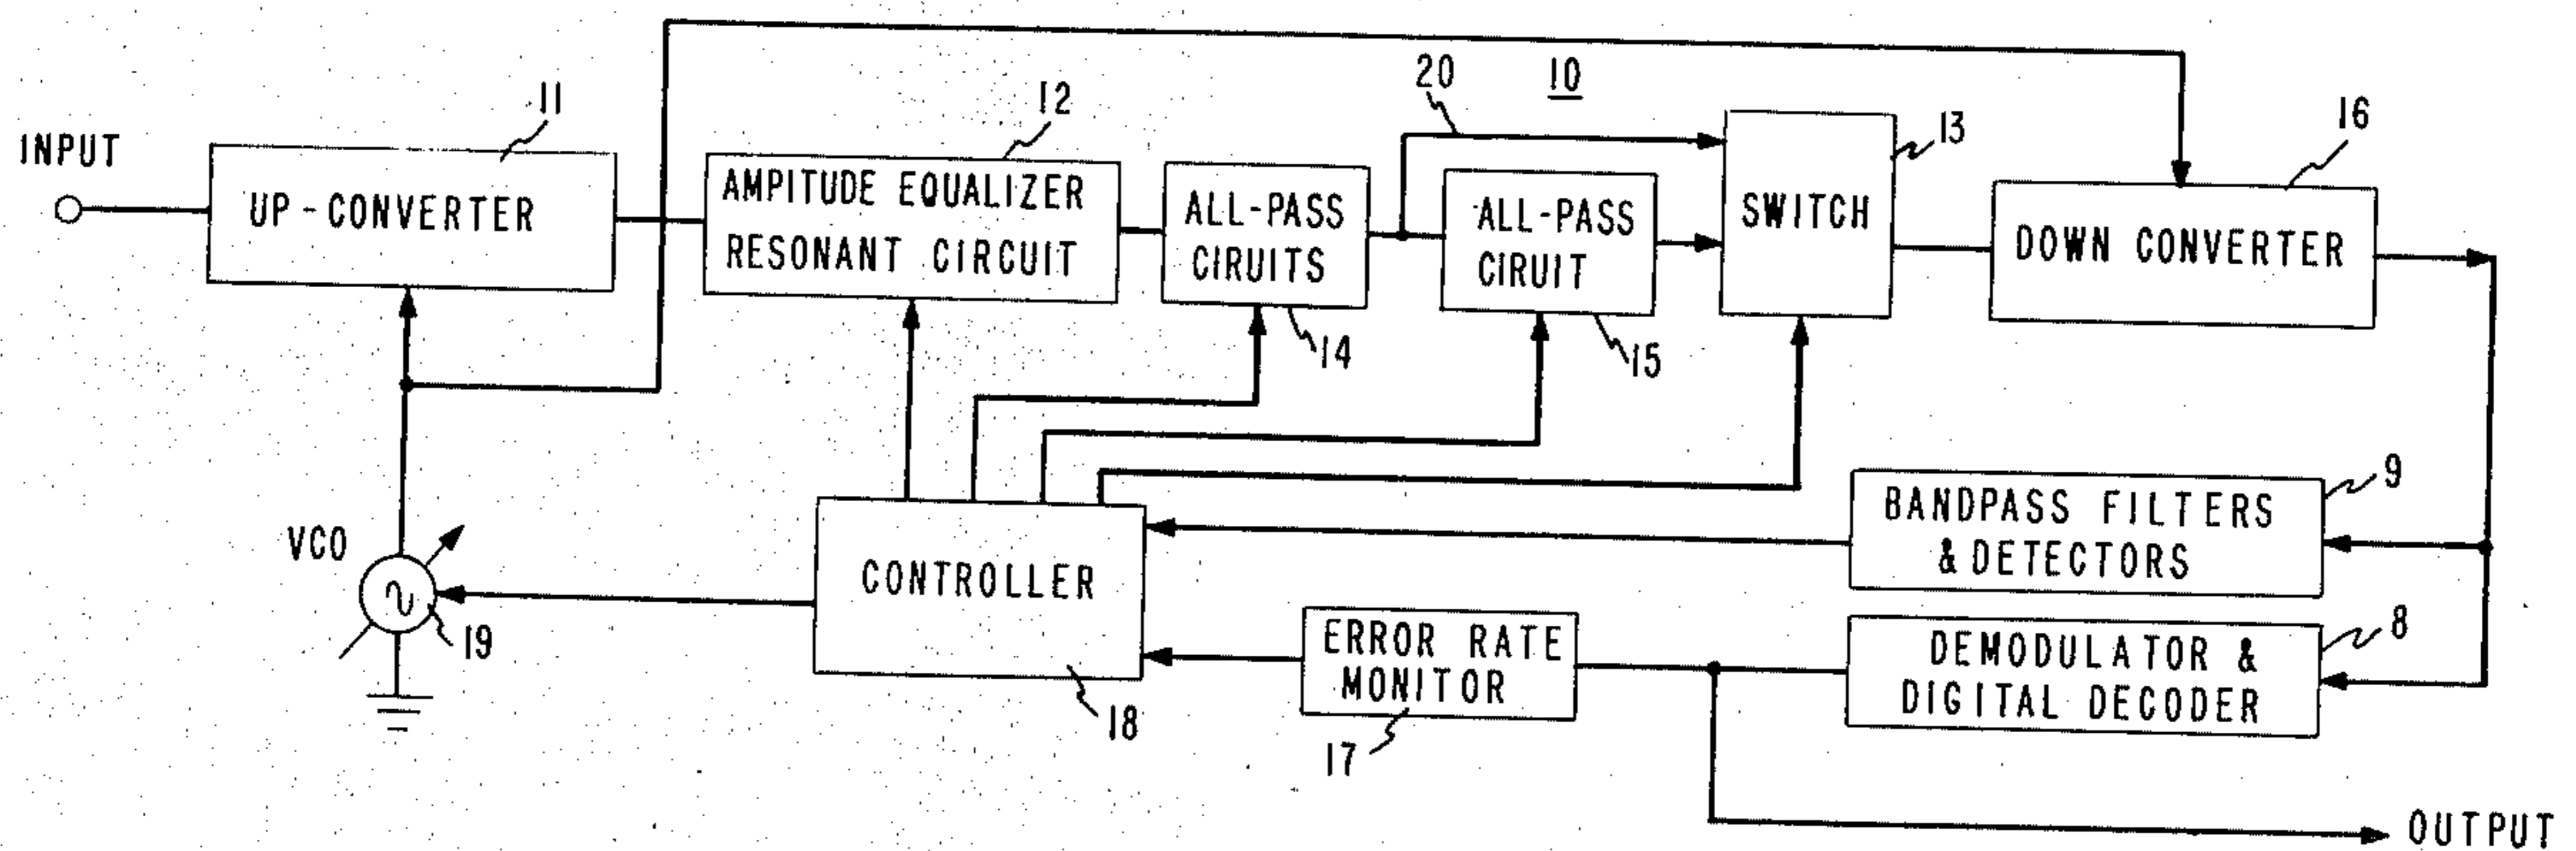 INPUT
11
UP-CONVERTER
12
AMPITUDE EQUALIZER
RESONANT CIRCUIT
ALL-PASS
CIRUITS
14
20
10
ALL-PASS
CIRUIT
15
SWITCH
13
16
DOWN CONVERTER
VCO
19
CONTROLLER
18
BANDPASS FILTERS
& DETECTORS
9
ERROR RATE
MONITOR
17
DEMODULATOR &
DIGITAL DECODER
8
OUTPUT